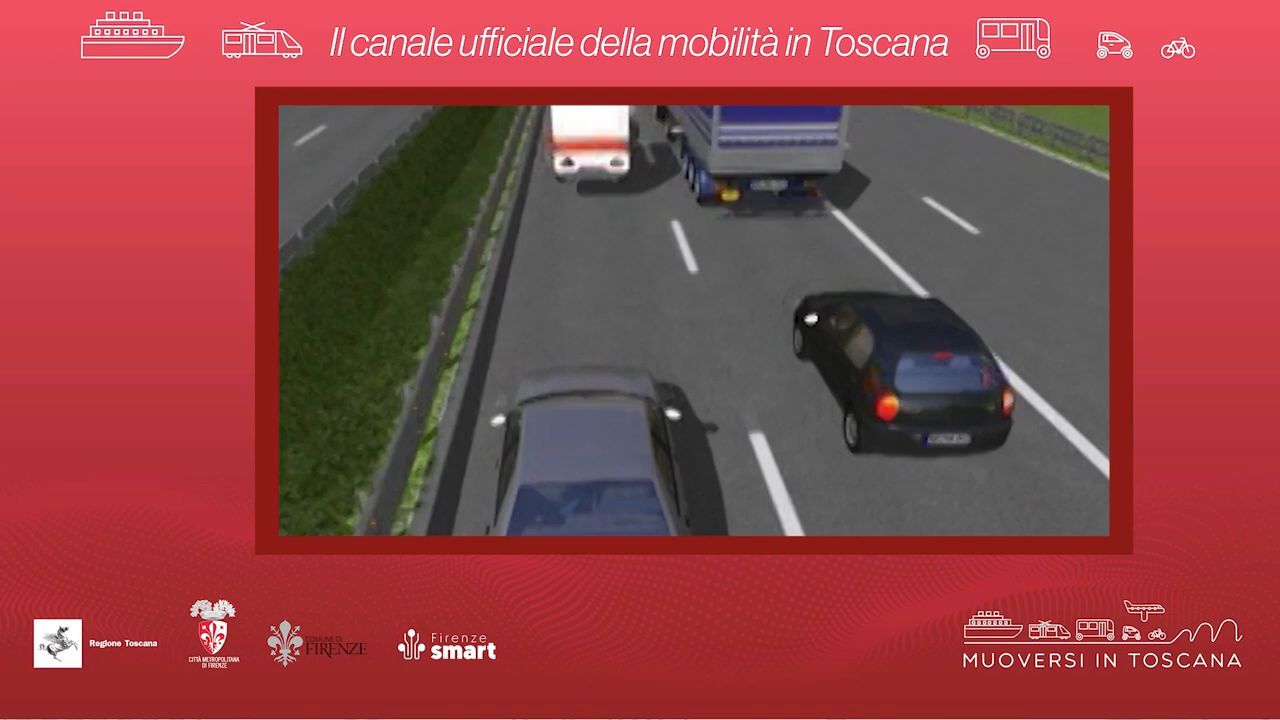 Il canale ufficiale della mobilità in Toscana
Regione Toscana
CITTÀ METROPOLITANA
DI FIRENZE
COMUNE DI
FIRENZE
Firenze
smart
MUOVERSI IN TOSCANA